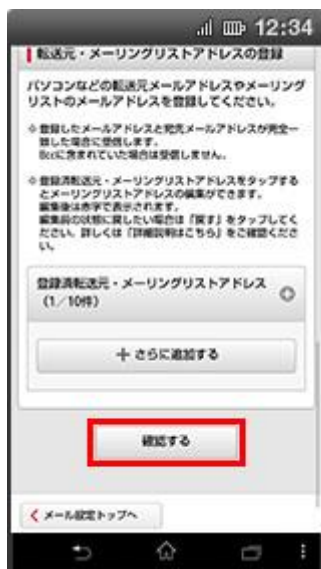 12:34
転送元・メーリングリストアドレスの登録
パソコンなどの転送元メールアドレスやメーリング
リストのメールアドレスを登録してください。
※登録したメールアドレスと宛先メールアドレスが完全一
致した場合に受信します。
Bccに含まれていた場合は受信しません。
※登録済転送元・メーリングリストアドレスをタップする
とメーリングリストアドレスの編集ができます。
編集後は赤字で表示されます。
編集前の状態に戻したい場合は「戻す」をタップしてく
ださい。詳しくは「詳細説明はこちら」をご確認くださ
い。
登録済転送元・メーリングリストアドレス
(1/10件)
+さらに追加する
確認する
メール設定トップへ